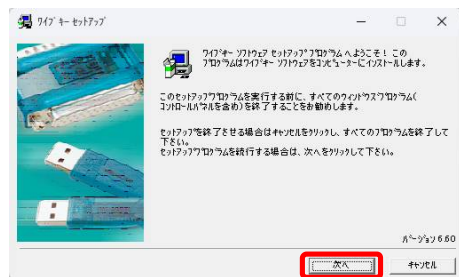 ﾜｲﾌﾞｷｰ ｾｯﾄｱｯﾌﾟ
ﾜｲﾌﾞｷｰ ｿﾌﾄｳｪｱ ｾｯﾄｱｯﾌﾟﾌﾟﾛｸﾞﾗﾑへようこそ! この
ﾌﾟﾛｸﾞﾗﾑはﾜｲﾌﾞｷｰ ｿﾌﾄｳｪｱをｺﾝﾋﾟｭｰﾀｰにｲﾝｽﾄｰﾙします。
このｾｯﾄｱｯﾌﾟﾌﾟﾛｸﾞﾗﾑを実行する前に、すべてのｳｨﾝﾄﾞｳｽﾞﾌﾟﾛｸﾞﾗﾑ(
ｺﾝﾄﾛｰﾙﾊﾟﾈﾙを含め)を終了することをお勧めします。
ｾｯﾄｱｯﾌﾟを終了させる場合はｷｬﾝｾﾙをｸﾘｯｸし、すべてのﾌﾟﾛｸﾞﾗﾑを終了して
下さい。
ｾｯﾄｱｯﾌﾟﾌﾟﾛｸﾞﾗﾑを続行する場合は、次へをｸﾘｯｸして下さい。
ﾊﾞｰｼﾞｮﾝ 6.60
次へ
ｷｬﾝｾﾙ